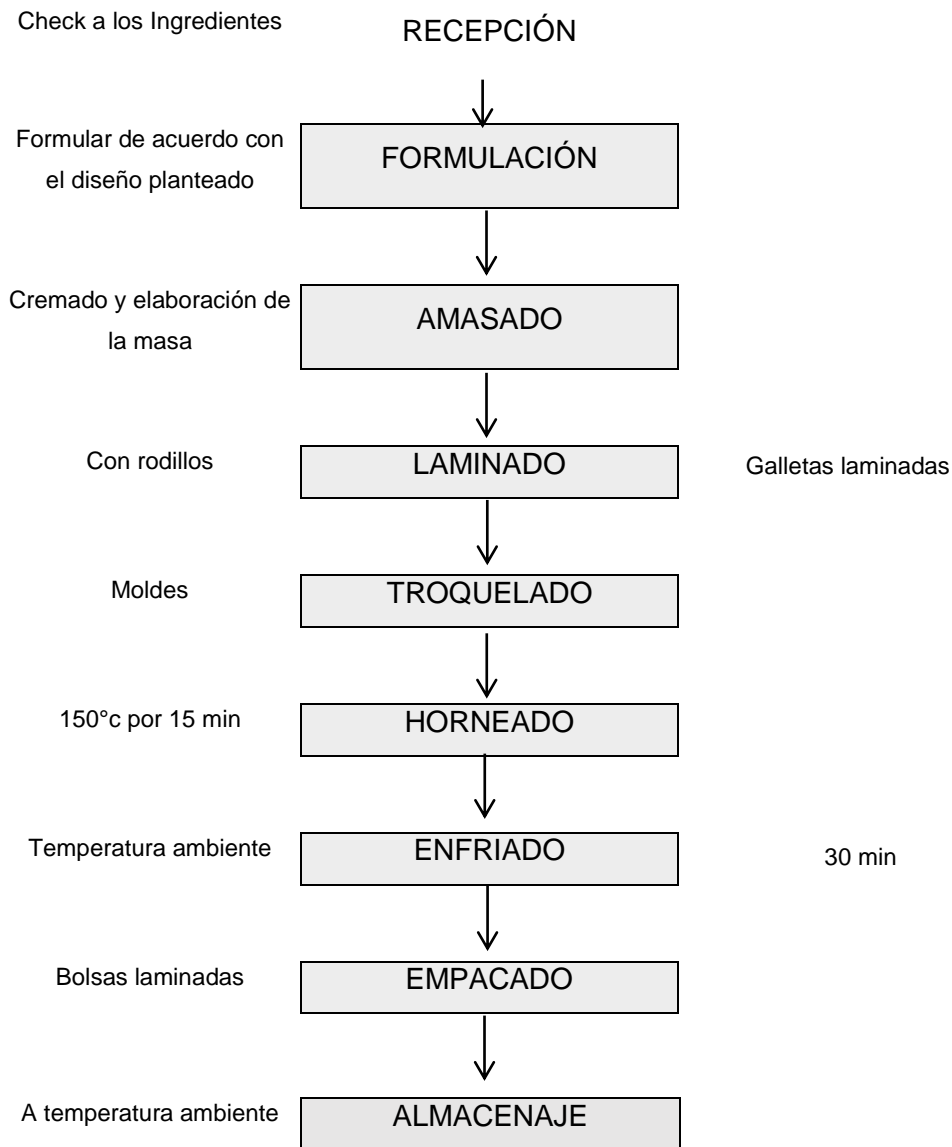 Check a los Ingredientes
RECEPCIÓN
Formular de acuerdo con
el diseño planteado
FORMULACIÓN
Cremado y elaboración de
la masa
AMASADO
Con rodillos
LAMINADO
Galletas laminadas
Moldes
TROQUELADO
150°c por 15 min
HORNEADO
Temperatura ambiente
ENFRIADO
30 min
Bolsas laminadas
EMPACADO
A temperatura ambiente
ALMACENAJE